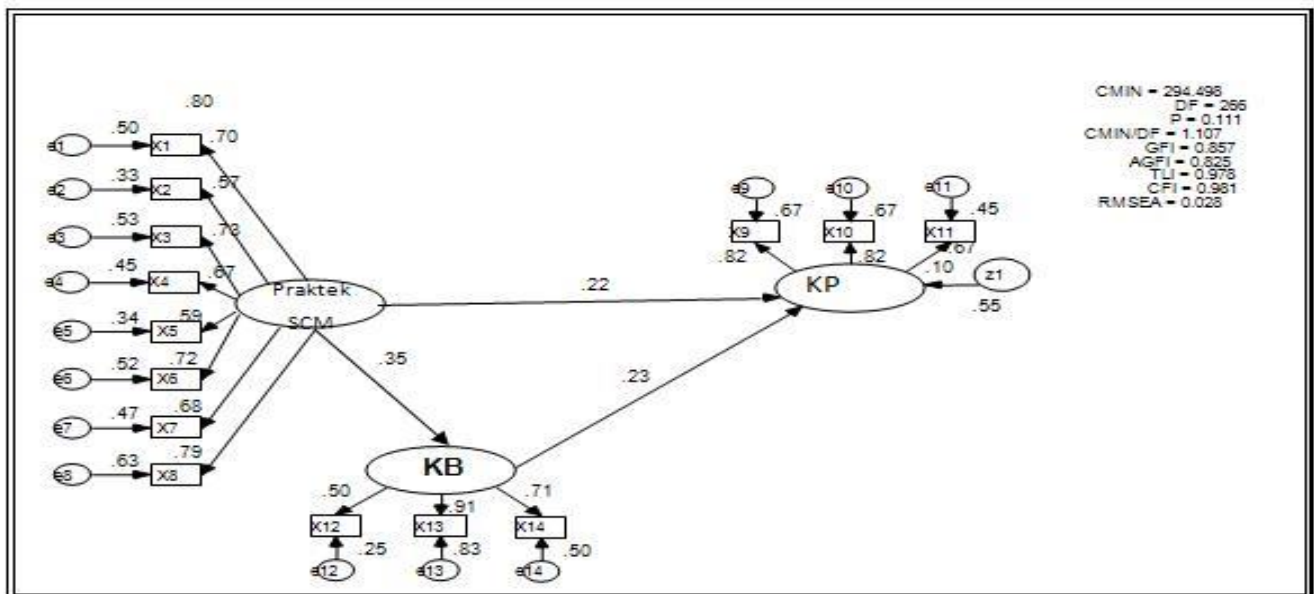 .80
CMIN = 294.498
DF = 266
P = 0.111
CMIN/DF = 1.107
GFI = 0.857
AGFI = 0.825
TLI = 0.978
CFI = 0.981
RMSEA = 0.028
e1 .50 X1 .70
e2 .33 X2 .57
e3 .53 X3 .73
e4 .45 X4 .67
e5 .34 X5 .59
e6 .52 X6 .72
e7 .47 X7 .68
e8 .63 X8 .79
Praktek
SCM
.22
.35
.23
e9 e10 e11
.67 .67 .45
X9 X10 X11
.82 .82 .67
KP
.10
z1
.55
KB
.50 .91 .71
X12 X13 X14
.25 .83 .50
e12 e13 e14